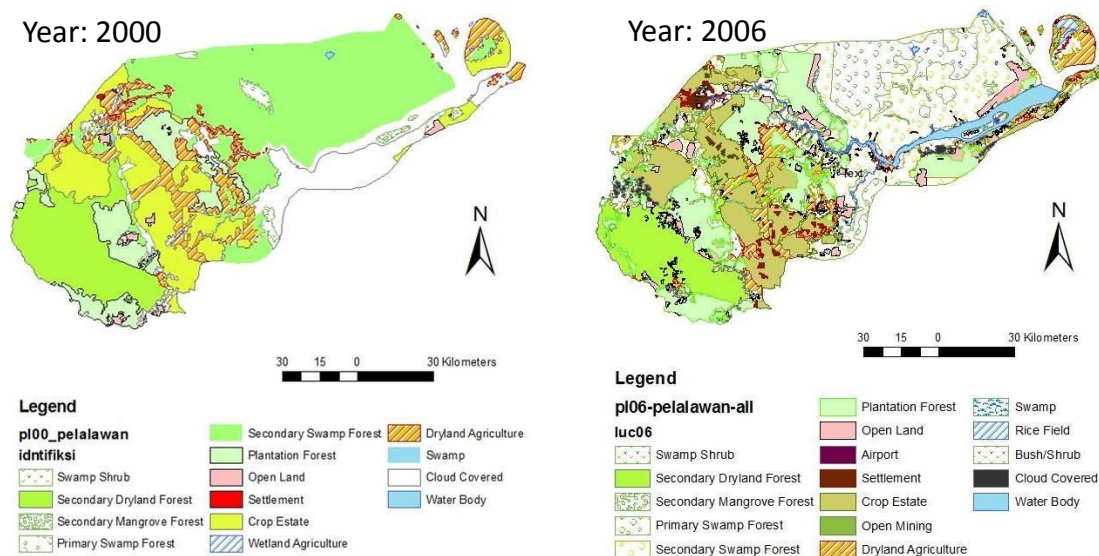 Year: 2000
N
30 15 0 30 Kilometers
Legend
pl00_pelalawan
idntifiksi
Swamp Shrub
Secondary Dryland Forest
Secondary Mangrove Forest
Primary Swamp Forest
Secondary Swamp Forest
Plantation Forest
Open Land
Settlement
Crop Estate
Wetland Agriculture
Dryland Agriculture
Swamp
Cloud Covered
Water Body
Year: 2006
Text
N
30 15 0 30 Kilometers
Legend
pl06-pelalawan-all
luc06
Swamp Shrub
Secondary Dryland Forest
Secondary Mangrove Forest
Primary Swamp Forest
Secondary Swamp Forest
Plantation Forest
Open Land
Airport
Settlement
Crop Estate
Open Mining
Dryland Agriculture
Swamp
Rice Field
Bush/Shrub
Cloud Covered
Water Body